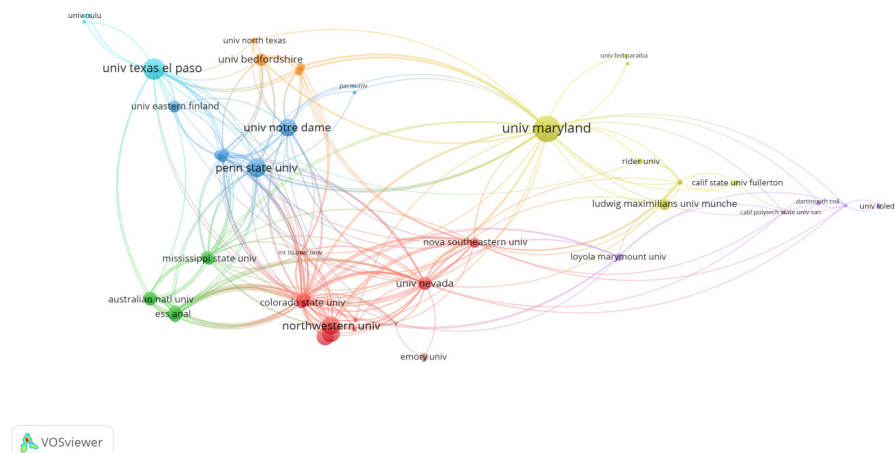 univ oulu
univ north texas
univ texas el paso
univ bedfordshire
univ fed paraiba
pace univ
univ eastern finland
univ notre dame
univ maryland
rider univ
penn state univ
calif state univ fullerton
ludwig maximilians univ munche
dartmouth coll
univ toled
calif polytech state univ san
nova southeastern univ
int islamic univ
mississippi state univ
loyola marymount univ
univ nevada
australian natl univ
colorado state univ
ess anal
northwestern univ
emory univ
VOSviewer